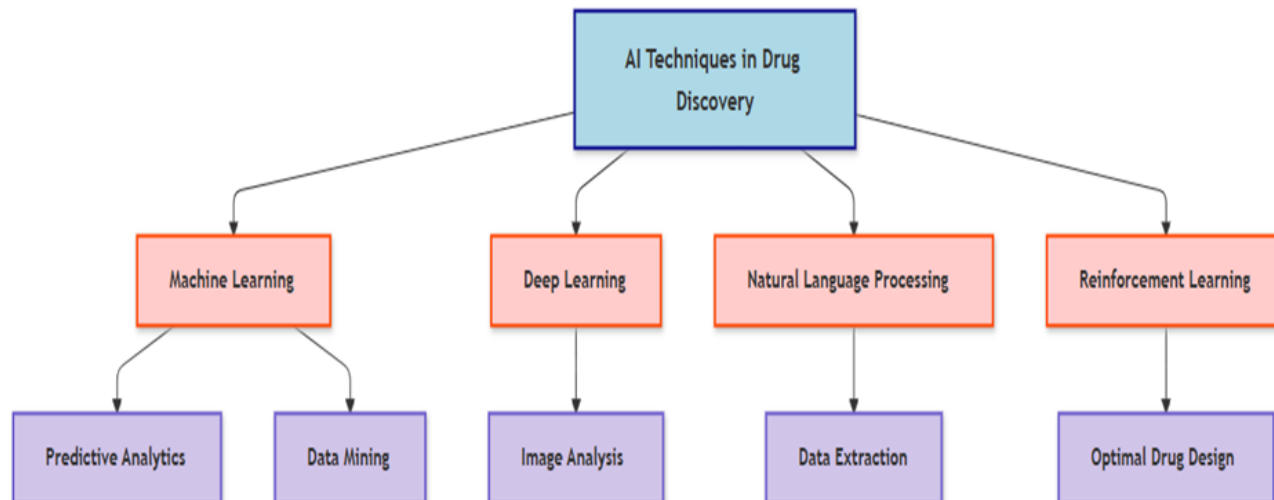 AI Techniques in Drug
Discovery
Machine Learning
Deep Learning
Natural Language Processing
Reinforcement Learning
Predictive Analytics
Data Mining
Image Analysis
Data Extraction
Optimal Drug Design